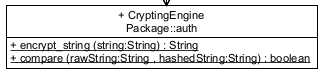 + CryptingEngine
Package::auth
+ encrypt_string (string:String) : String
+ compare (rawString:String , hashedString:String) : boolean